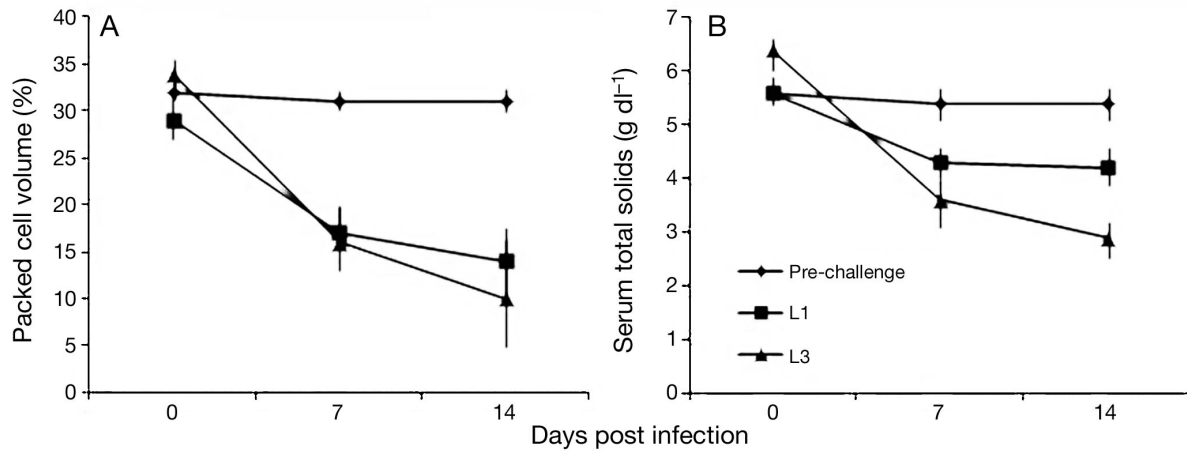 A
Packed cell volume (%)
40
35
30
25
20
15
10
5
0
0 7 14
B
Serum total solids (g dl⁻¹)
7
6
5
4
3
2
1
0
Pre-challenge
L1
L3
0 7 14
Days post infection